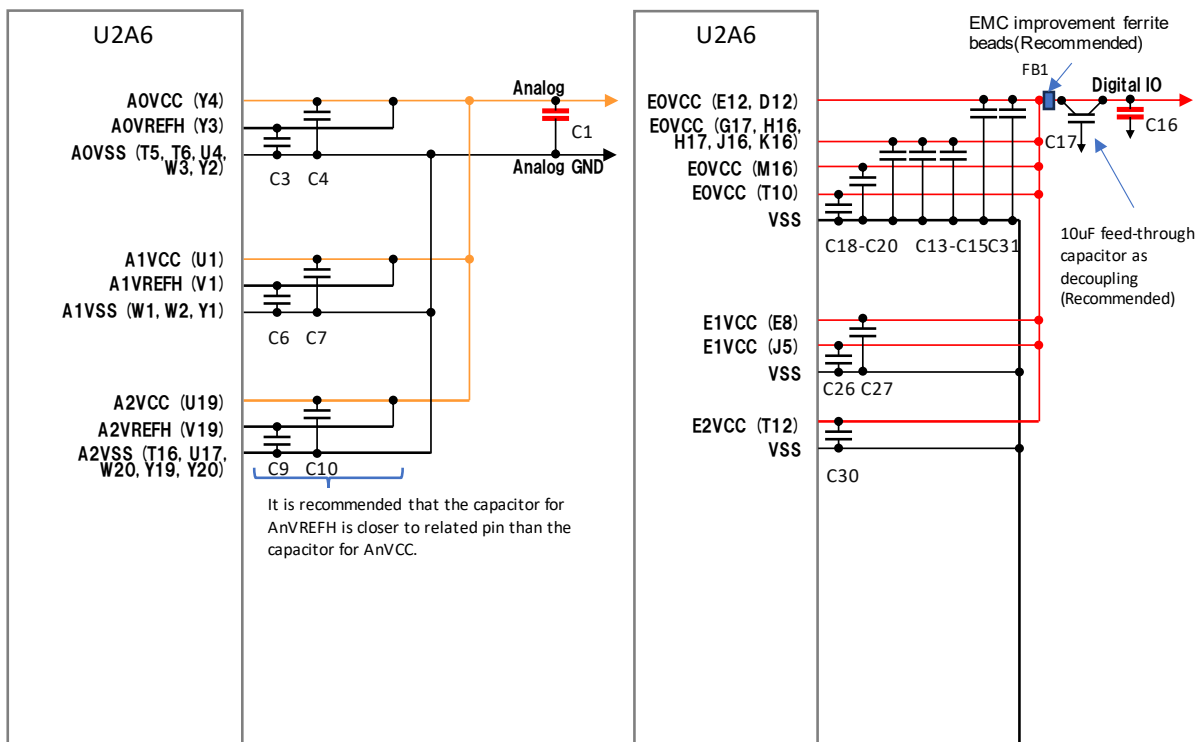 U2A6
A0VCC (Y4)
A0VREFH (Y3)
A0VSS (T5, T6, U4,
W3, Y2)
C3 C4
Analog
C1
Analog GND
A1VCC (U1)
A1VREFH (V1)
A1VSS (W1, W2, Y1)
C6 C7
A2VCC (U19)
A2VREFH (V19)
A2VSS (T16, U17,
W20, Y19, Y20)
C9 C10
It is recommended that the capacitor for
AnVREFH is closer to related pin than the
capacitor for AnVCC.
U2A6
EMC improvement ferrite
beads(Recommended)
FB1
Digital IO
E0VCC (E12, D12)
E0VCC (G17, H16,
H17, J16, K16)
E0VCC (M16)
E0VCC (T10)
VSS
C17
C16
C18-C20 C13-C15 C31
10uF feed-through
capacitor as
decoupling
(Recommended)
E1VCC (E8)
E1VCC (J5)
VSS
C26 C27
E2VCC (T12)
VSS
C30